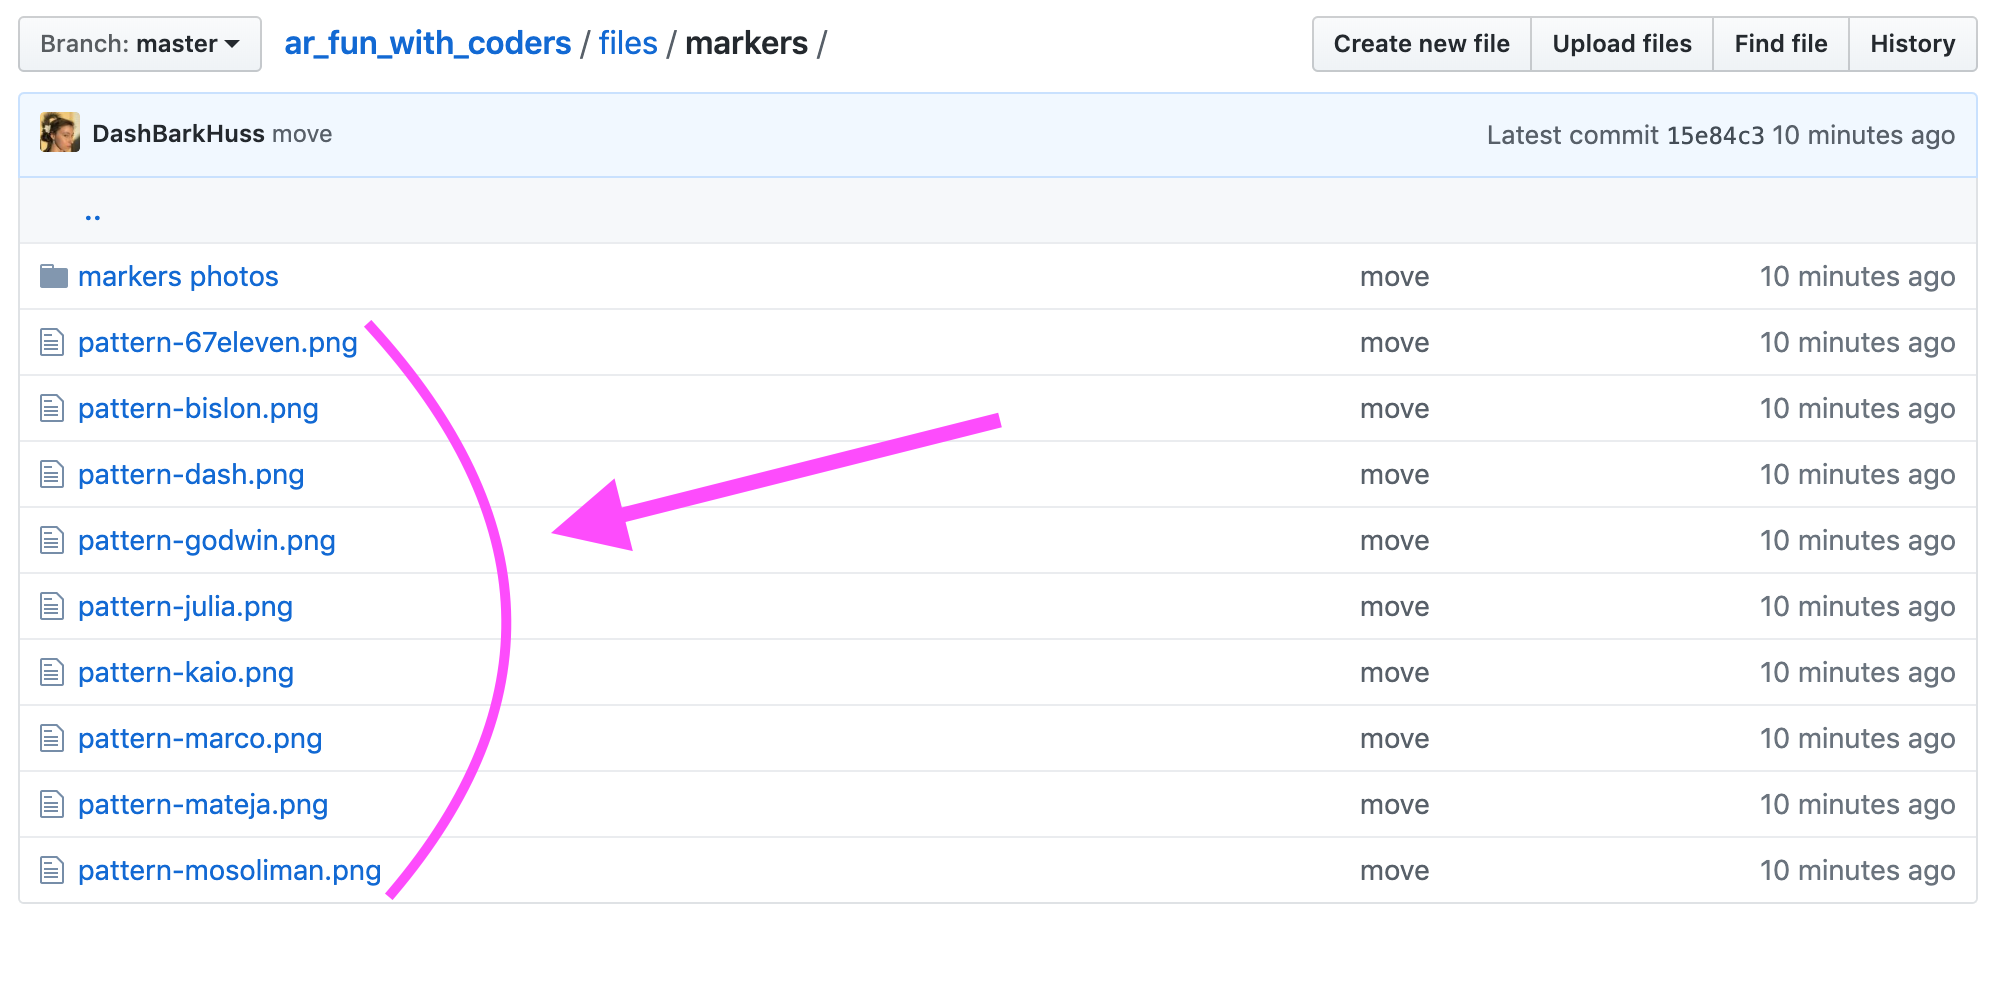 Branch: master ar_fun_with_coders / files / markers / Create new file Upload files Find file History
DashBarkHuss move Latest commit 15e84c3 10 minutes ago
..
markers photos move 10 minutes ago
pattern-67eleven.png move 10 minutes ago
pattern-bislon.png move 10 minutes ago
pattern-dash.png move 10 minutes ago
pattern-godwin.png move 10 minutes ago
pattern-julia.png move 10 minutes ago
pattern-kaio.png move 10 minutes ago
pattern-marco.png move 10 minutes ago
pattern-mateja.png move 10 minutes ago
pattern-mosoliman.png move 10 minutes ago